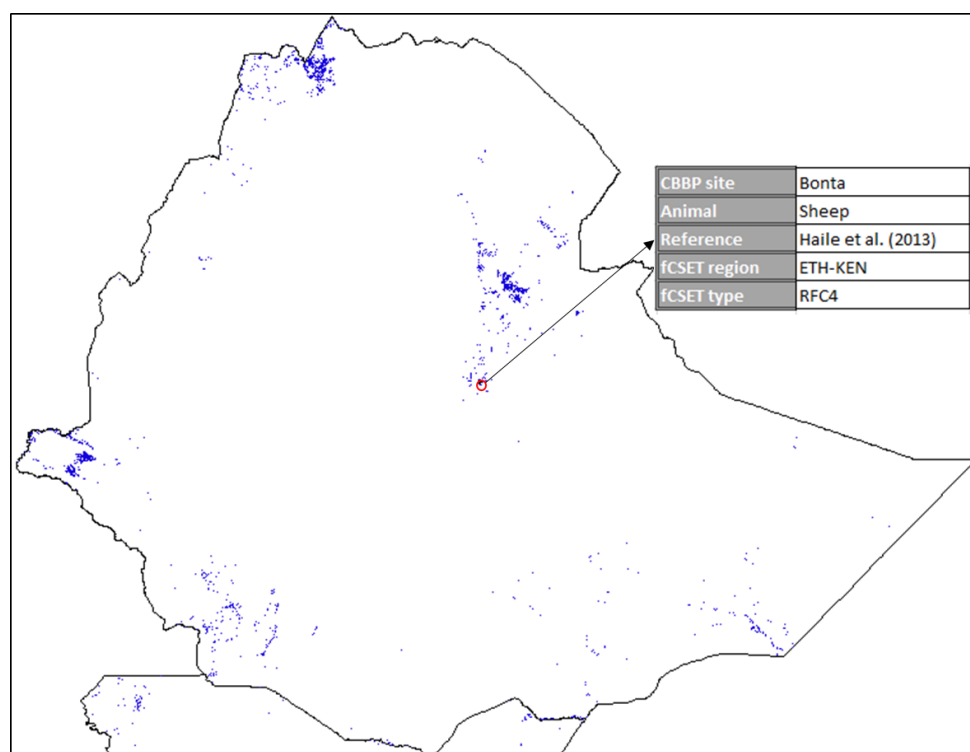 CBBP site Bonta
Animal Sheep
Reference Haile et al. (2013)
fCSET region ETH-KEN
fCSET type RFC4